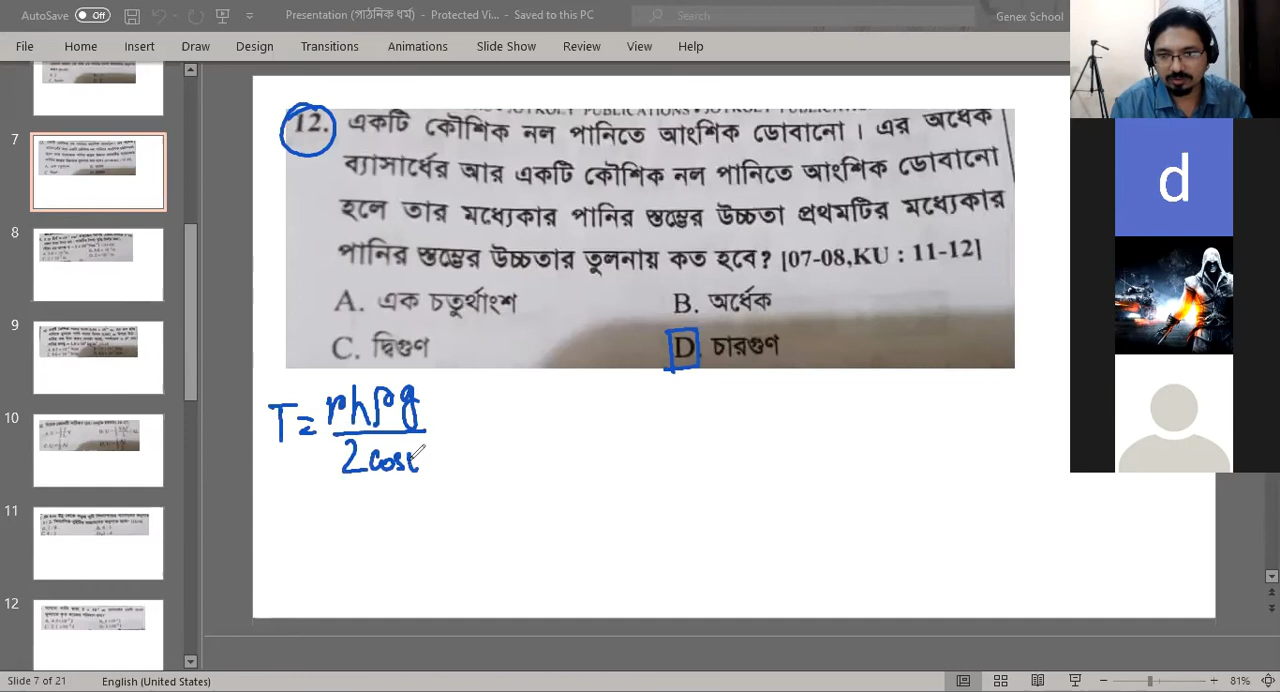 AutoSave Off Presentation (গাঠনিক ধর্ম) - Protected Vi... - Saved to this PC Search Genex School
File Home Insert Draw Design Transitions Animations Slide Show Review View Help
7
8
9
10
11
12
12. একটি কৌশিক নল পানিতে আংশিক ডোবানো। এর অর্ধেক
ব্যাসার্ধের আর একটি কৌশিক নল পানিতে আংশিক ডোবানো
হলে তার মধ্যেকার পানির স্তম্ভের উচ্চতা প্রথমটির মধ্যেকার
পানির স্তম্ভের উচ্চতার তুলনায় কত হবে? [07-08,KU : 11-12]
A. এক চতুর্থাংশ B. অর্ধেক
C. দ্বিগুণ D. চারগুণ
T = rhρg
2cos
d
Slide 7 of 21 English (United States) 81%